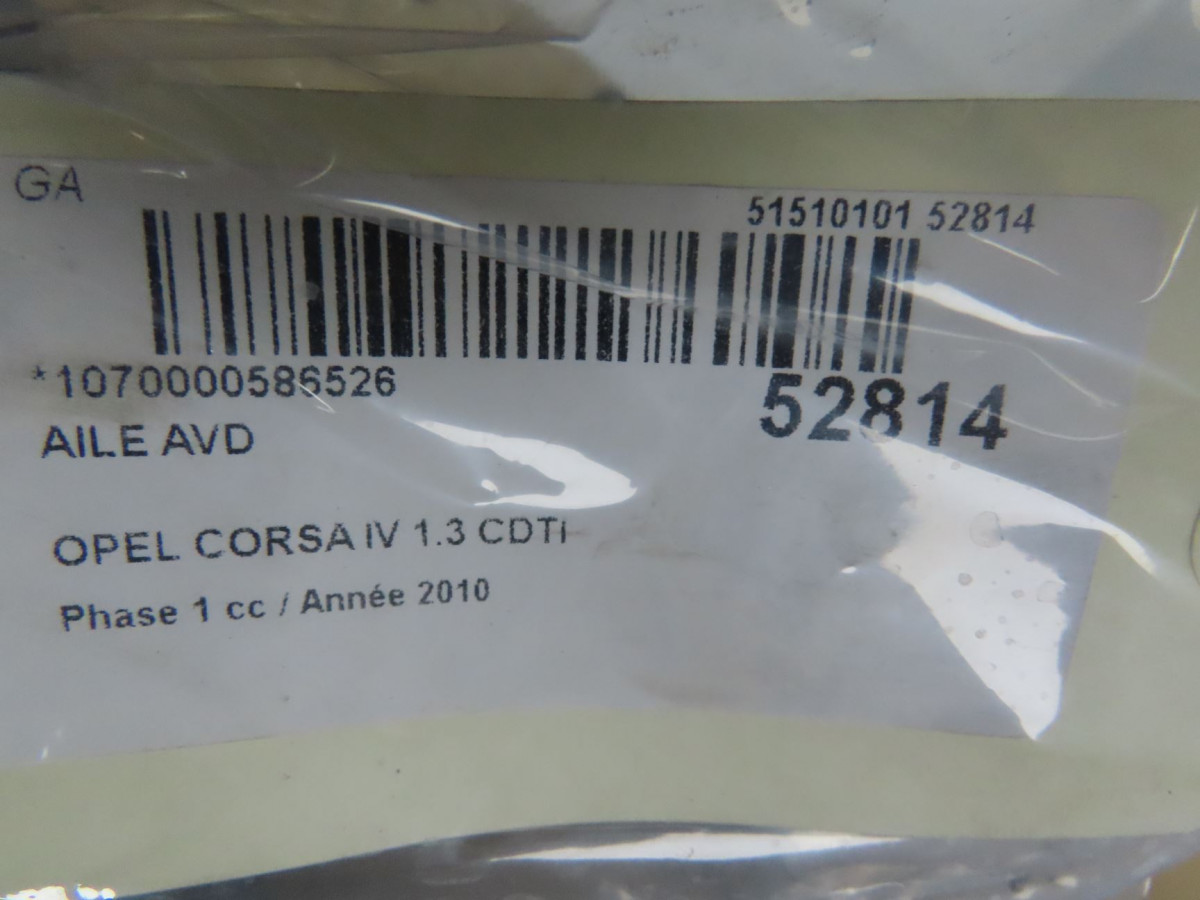 GA
51510101 52814
*1070000586526
52814
AILE AVD
OPEL CORSA IV 1.3 CDTI
Phase 1 cc / Année 2010